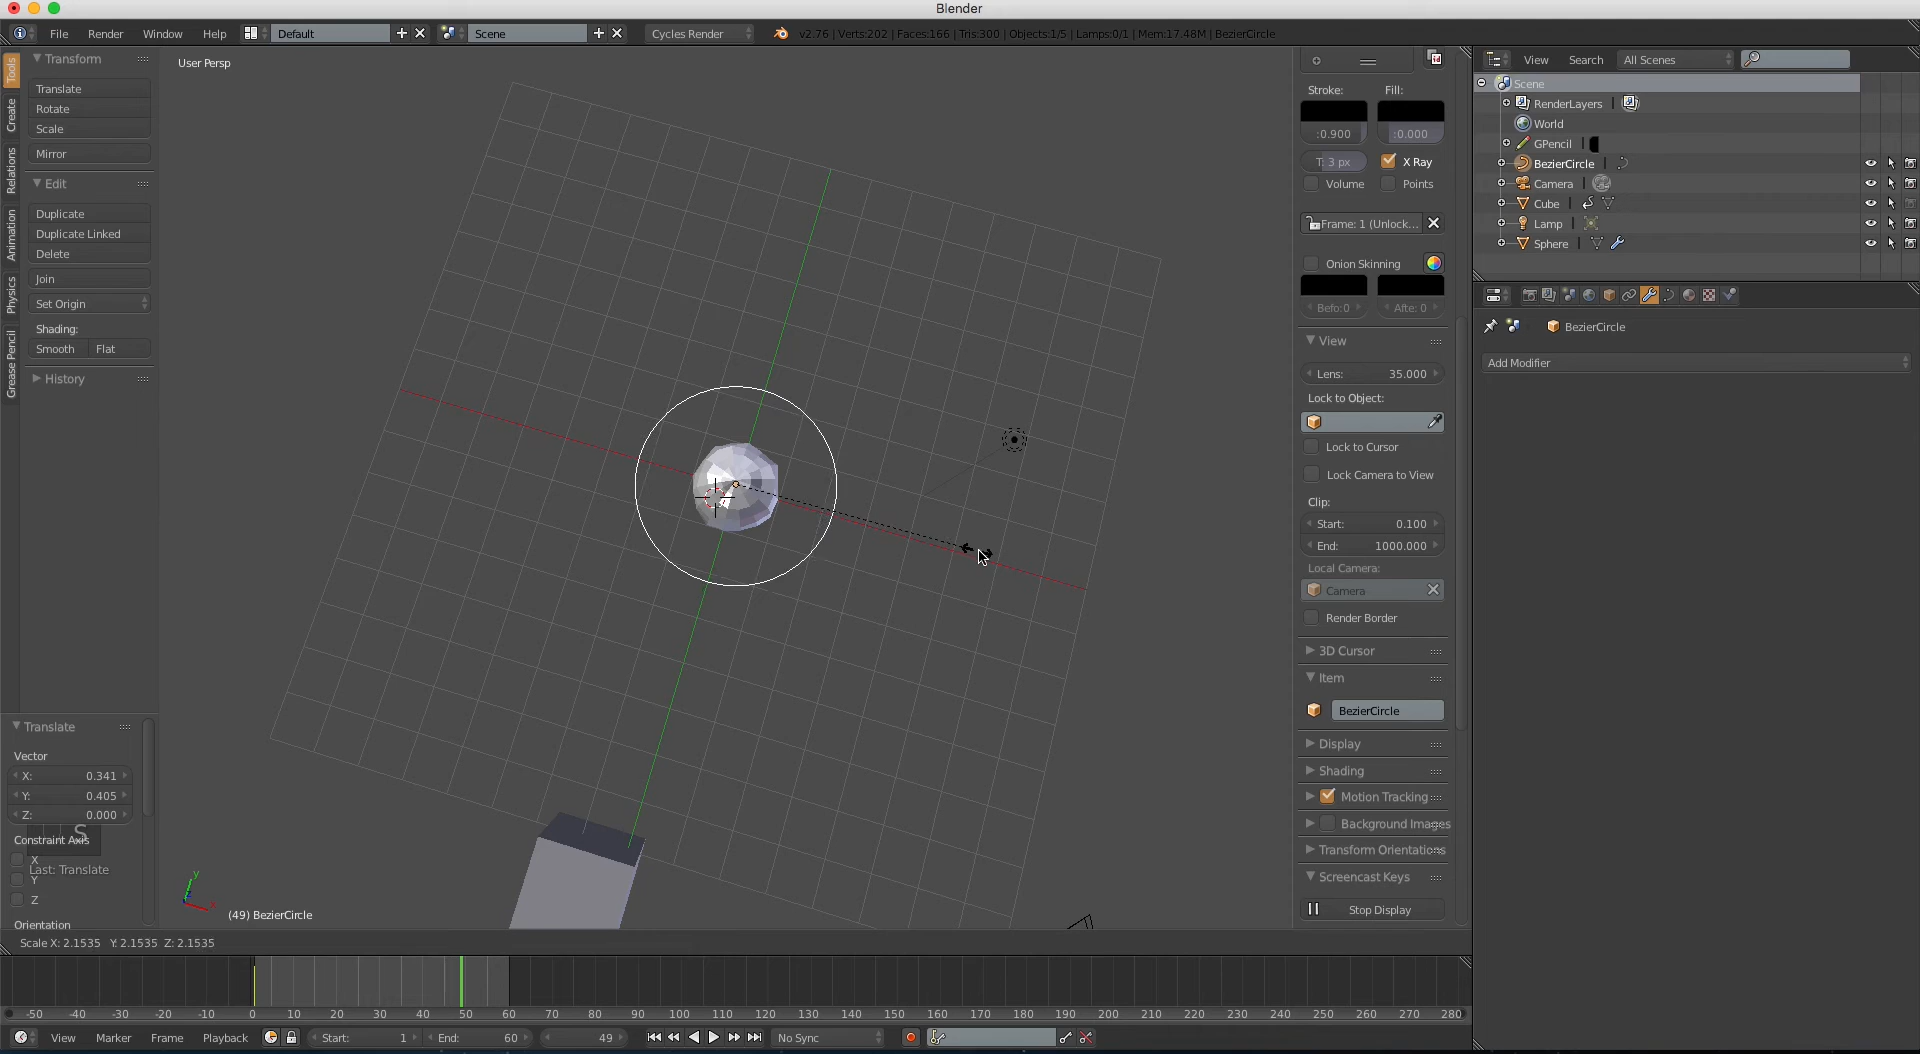 Blender
File Render Window Help Default Scene Cycles Render v2.76 | Verts:202 | Faces:166 | Tris:300 | Objects:1/5 | Lamps:0/1 | Mem:17.48M | BezierCircle
Tools
Create
Relations
Animation
Physics
Grease Pencil
Transform
Translate
Rotate
Scale
Mirror
Edit
Duplicate
Duplicate Linked
Delete
Join
Set Origin
Shading:
Smooth Flat
History
Translate
Vector
X: 0.341
Y: 0.405
Z: 0.000
S
Constraint Axis
X
Last: Translate
Y
Z
Orientation
User Persp
y
x
(49) BezierCircle
Stroke: Fill:
:0.900 :0.000
T: 3 px X Ray
Volume Points
Frame: 1 (Unlock...
Onion Skinning
Befo:0 Afte: 0
View
Lens: 35.000
Lock to Object:
Lock to Cursor
Lock Camera to View
Clip:
Start: 0.100
End: 1000.000
Local Camera:
Camera
Render Border
3D Cursor
Item
BezierCircle
Display
Shading
Motion Tracking
Background Images
Transform Orientations
Screencast Keys
Stop Display
View Search All Scenes
Scene
RenderLayers
World
GPencil
BezierCircle
Camera
Cube
Lamp
Sphere
BezierCircle
Add Modifier
Scale X: 2.1535 Y: 2.1535 Z: 2.1535
-50 -40 -30 -20 -10 0 10 20 30 40 50 60 70 80 90 100 110 120 130 140 150 160 170 180 190 200 210 220 230 240 250 260 270 280
View Marker Frame Playback Start: 1 End: 60 49 No Sync